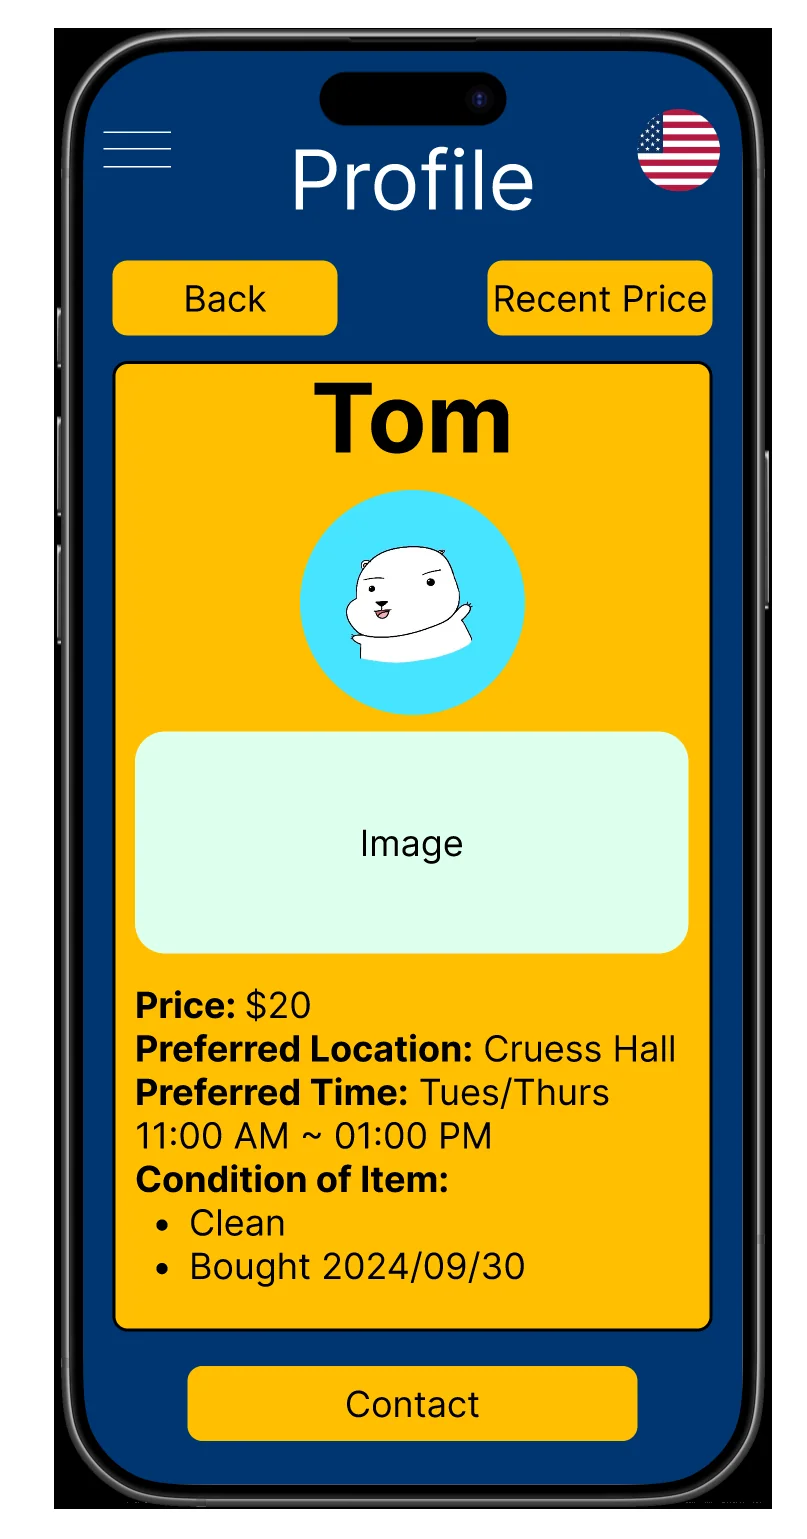 Profile
Back
Recent Price
Tom
Image
Price: $20
Preferred Location: Cruess Hall
Preferred Time: Tues/Thurs
11:00 AM ~ 01:00 PM
Condition of Item:
• Clean
• Bought 2024/09/30
Contact